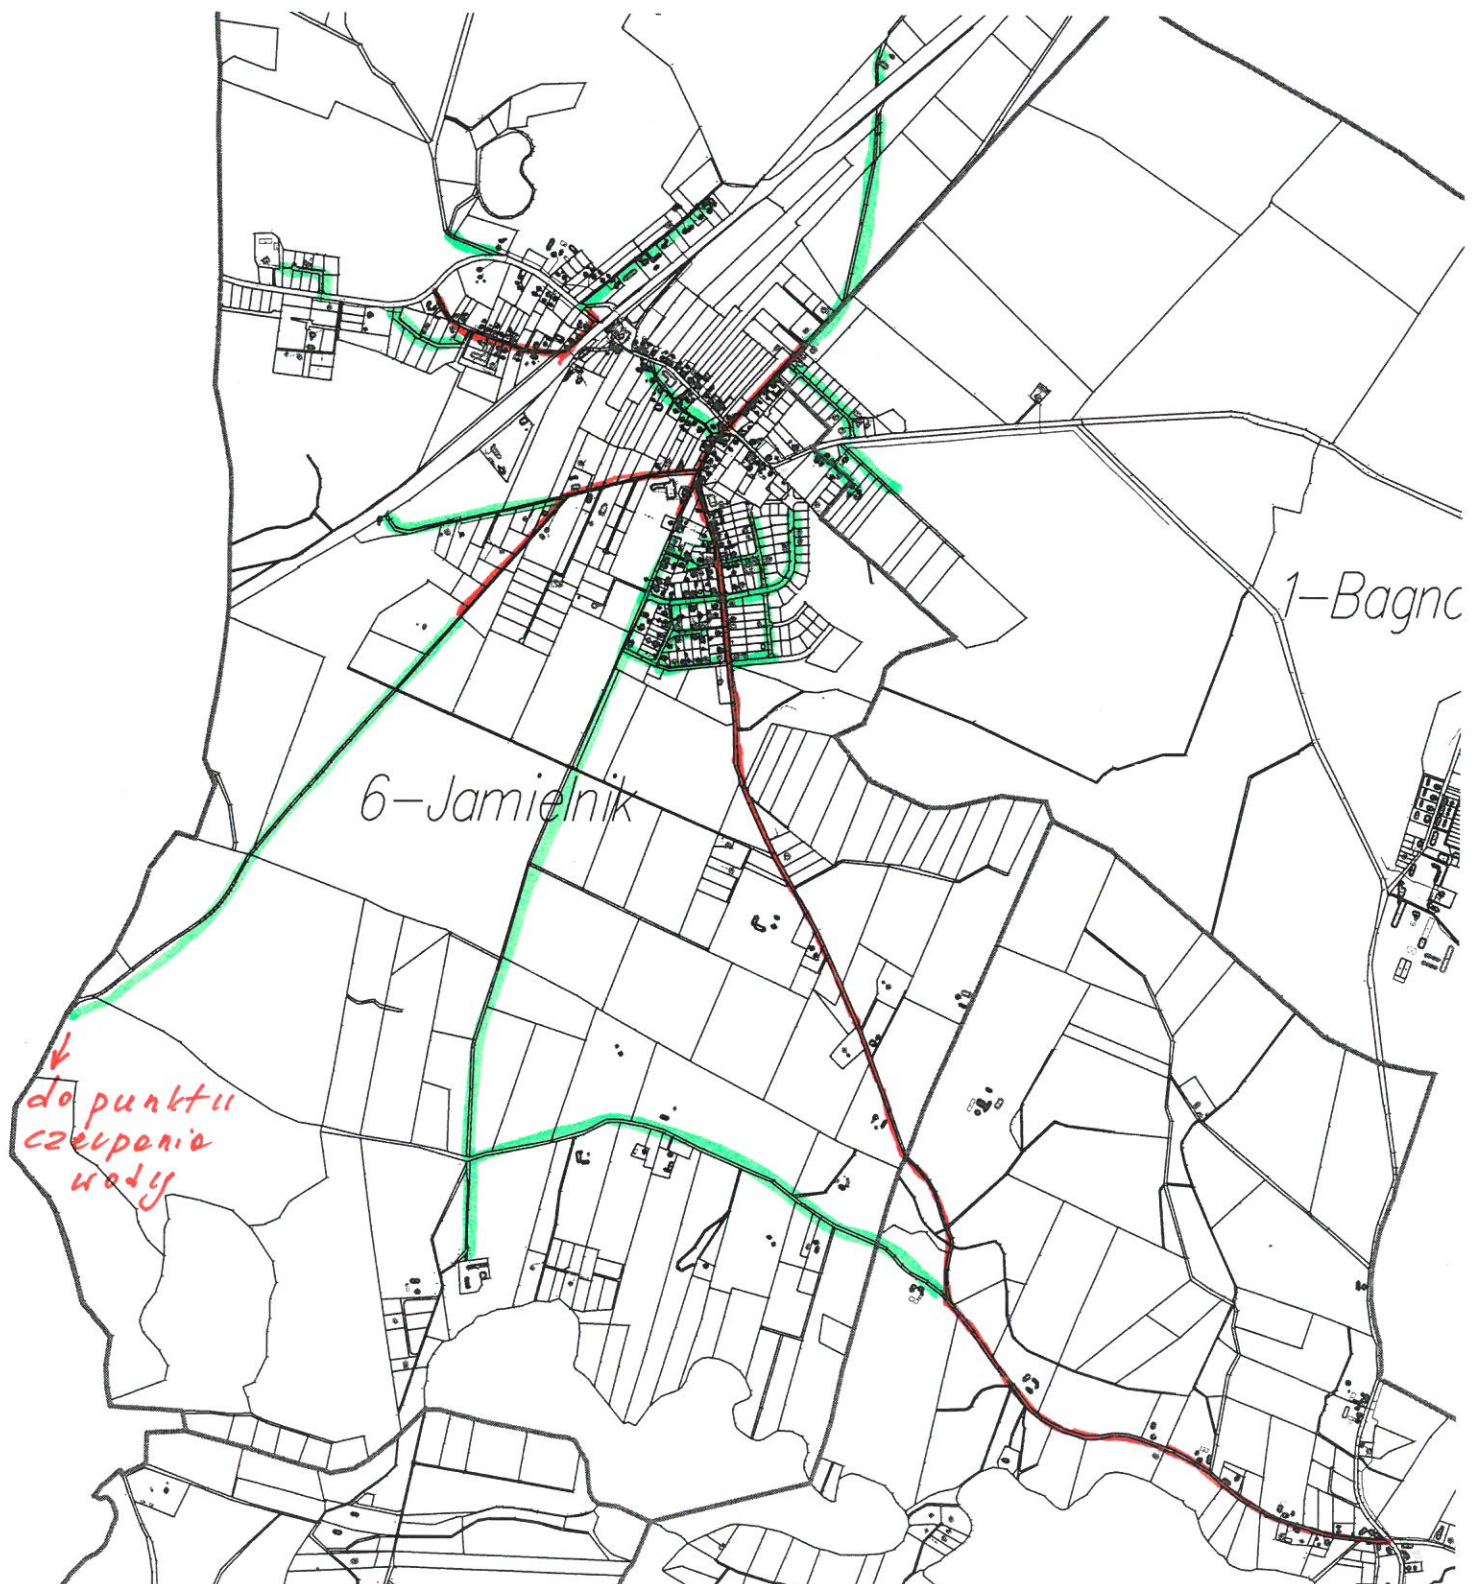 1-Bagno
6-Jamielnik
↓
do punktu
czerpania
wody